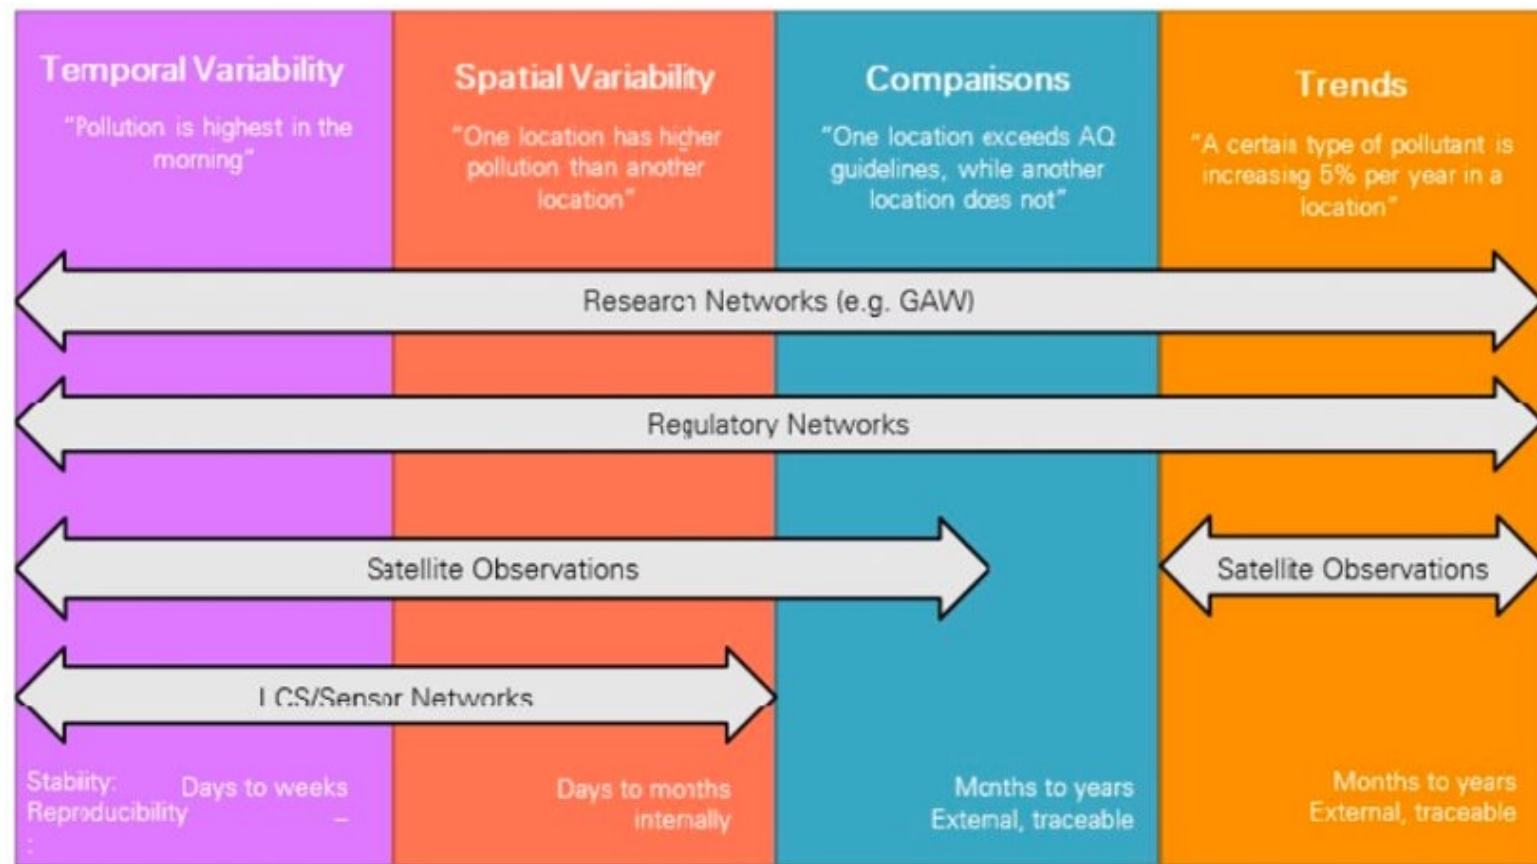 Temporal Variability
"Pollution is highest in the
morning"
Spatial Variability
"One location has higher
pollution than another
location"
Comparisons
"One location exceeds AQ
guidelines, while another
location does not"
Trends
"A certain type of pollutant is
increasing 5% per year in a
location"
Research Networks (e.g. GAW)
Regulatory Networks
Satellite Observations
Satellite Observations
LCS/Sensor Networks
Stability:
Reproducibility
:
Days to weeks
–
Days to months
internally
Months to years
External, traceable
Months to years
External, traceable